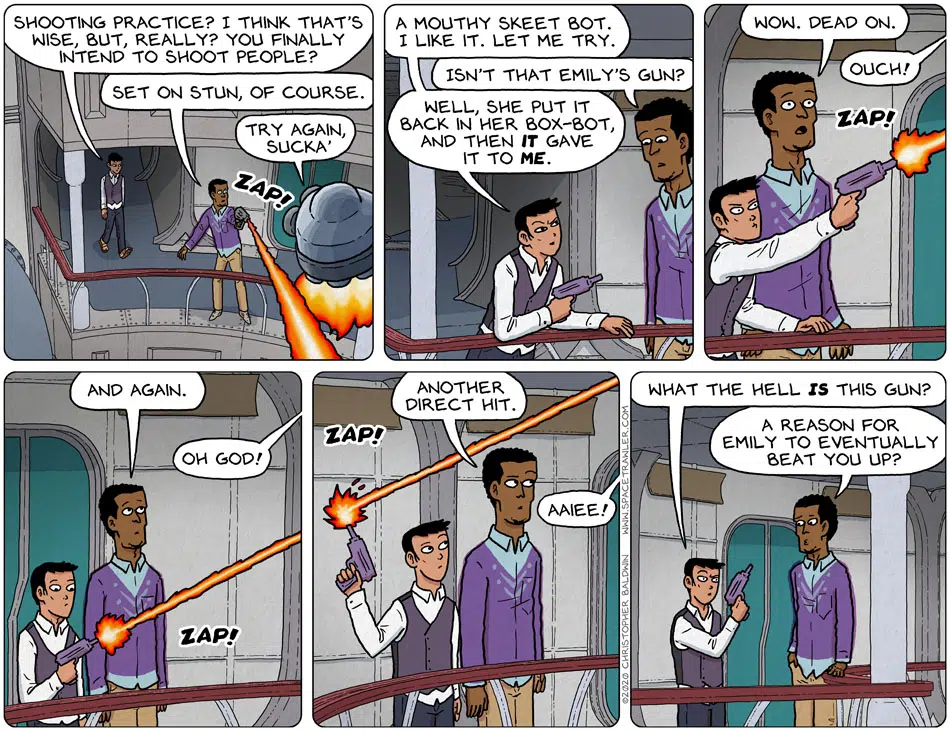 SHOOTING PRACTICE? I THINK THAT'S
WISE, BUT, REALLY? YOU FINALLY
INTEND TO SHOOT PEOPLE?
SET ON STUN, OF COURSE.
TRY AGAIN,
SUCKA'
ZAP!
A MOUTHY SKEET BOT.
I LIKE IT. LET ME TRY.
ISN'T THAT EMILY'S GUN?
WELL, SHE PUT IT
BACK IN HER BOX-BOT,
AND THEN IT GAVE
IT TO ME.
WOW. DEAD ON.
OUCH!
ZAP!
AND AGAIN.
OH GOD!
ZAP!
ANOTHER
DIRECT HIT.
ZAP!
AAIEE!
©2020 CHRISTOPHER BALDWIN WWW.SPACETRAWLER.COM
WHAT THE HELL IS THIS GUN?
A REASON FOR
EMILY TO EVENTUALLY
BEAT YOU UP?